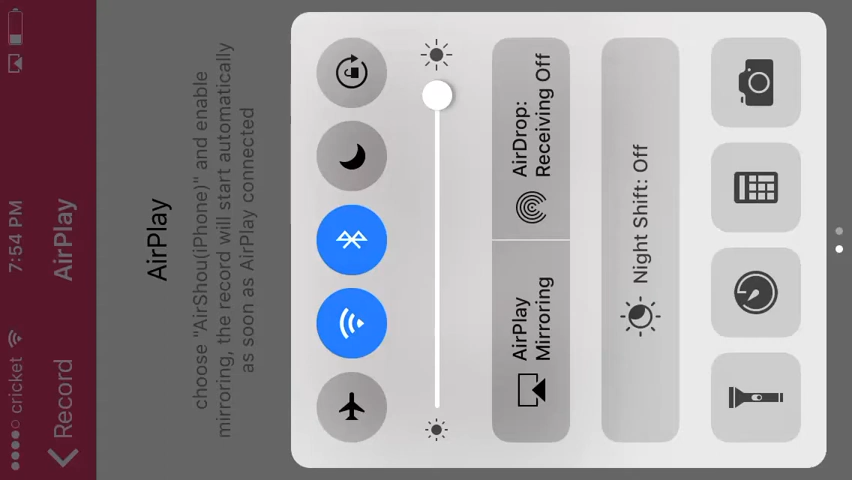 cricket 7:54 PM
Record AirPlay
AirPlay
choose "AirShou(iPhone)" and enable
mirroring, the record will start automatically
as soon as AirPlay connected
AirPlay
Mirroring
AirDrop:
Receiving Off
Night Shift: Off